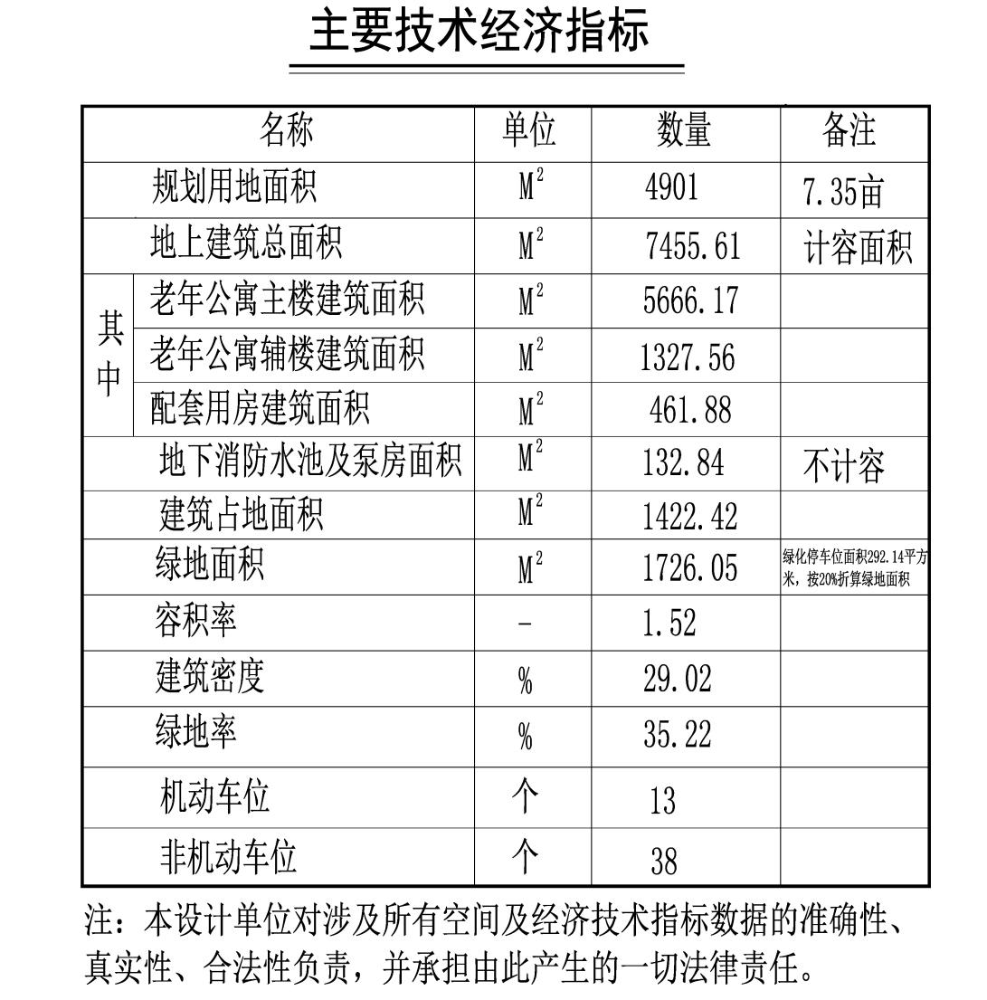 主要技术经济指标
名称 单位 数量 备注
规划用地面积 M² 4901 7.35亩
地上建筑总面积 M² 7455.61 计容面积
其中
老年公寓主楼建筑面积 M² 5666.17
老年公寓辅楼建筑面积 M² 1327.56
配套用房建筑面积 M² 461.88
地下消防水池及泵房面积 M² 132.84 不计容
建筑占地面积 M² 1422.42
绿地面积 M² 1726.05 绿化停车位面积292.14平方
米，按20%折算绿地面积
容积率 - 1.52
建筑密度 % 29.02
绿地率 % 35.22
机动车位 个 13
非机动车位 个 38
注：本设计单位对涉及所有空间及经济技术指标数据的准确性、
真实性、合法性负责，并承担由此产生的一切法律责任。